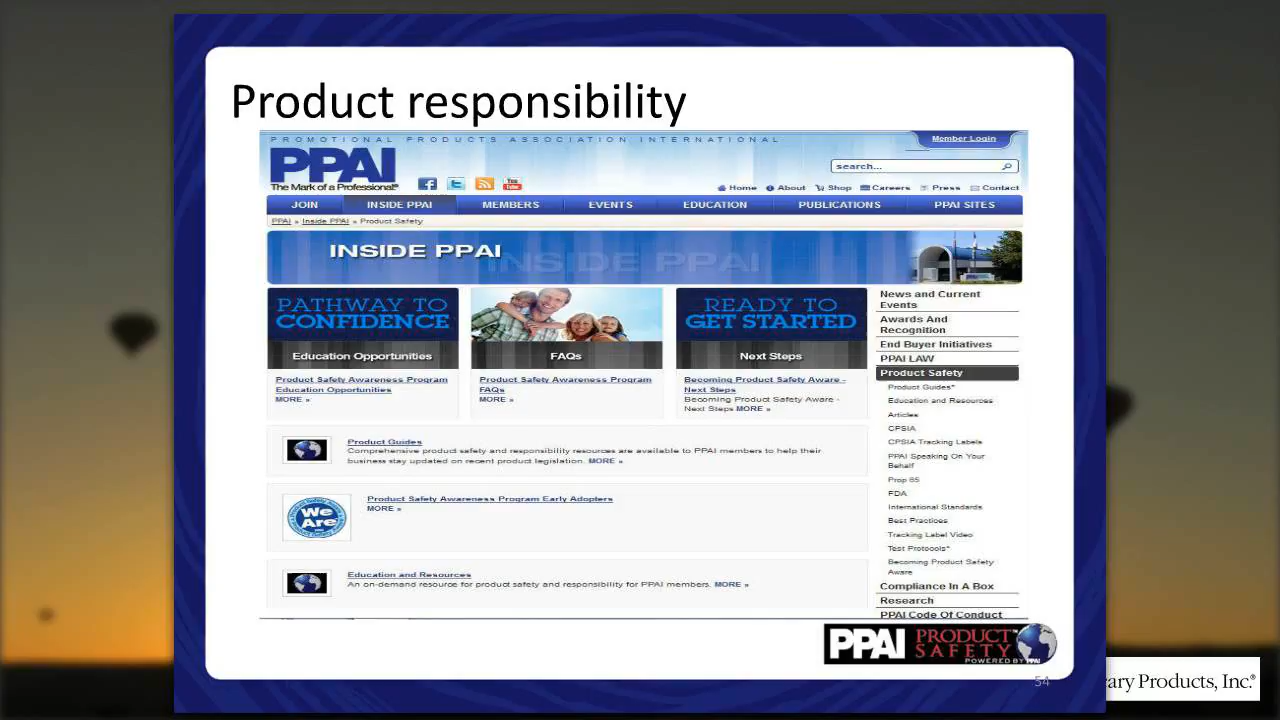 Product responsibility
PROMOTIONAL PRODUCTS ASSOCIATION INTERNATIONAL
Member Login
PPAI
The Mark of a Professional®
You
Tube
search...
Home About Shop Careers Press Contact
JOIN INSIDE PPAI MEMBERS EVENTS EDUCATION PUBLICATIONS PPAI SITES
PPAI » Inside PPAI » Product Safety
INSIDE PPAI
INSIDE PPAI
PATHWAY TO
CONFIDENCE
Education Opportunities
Product Safety Awareness Program
Education Opportunities
MORE »
FAQs
Product Safety Awareness Program
FAQs
MORE »
READY TO
GET STARTED
Next Steps
Becoming Product Safety Aware -
Next Steps
Becoming Product Safety Aware -
Next Steps MORE »
Product Guides
Comprehensive product safety and responsibility resources are available to PPAI members to help their
business stay updated on recent product legislation. MORE »
We
Are
Product Safety Awareness Program Early Adopters
MORE »
Education and Resources
An on-demand resource for product safety and responsibility for PPAI members. MORE »
News and Current
Events
Awards And
Recognition
End Buyer Initiatives
PPAI LAW
Product Safety
Product Guides*
Education and Resources
Articles
CPSIA
CPSIA Tracking Labels
PPAI Speaking On Your
Behalf
Prop 65
FDA
International Standards
Best Practices
Tracking Label Video
Test Protocols*
Becoming Product Safety
Aware
Compliance In A Box
Research
PPAI Code Of Conduct
PPAI PRODUCT
SAFETY
POWERED BY PPAI
54
cary Products, Inc.®